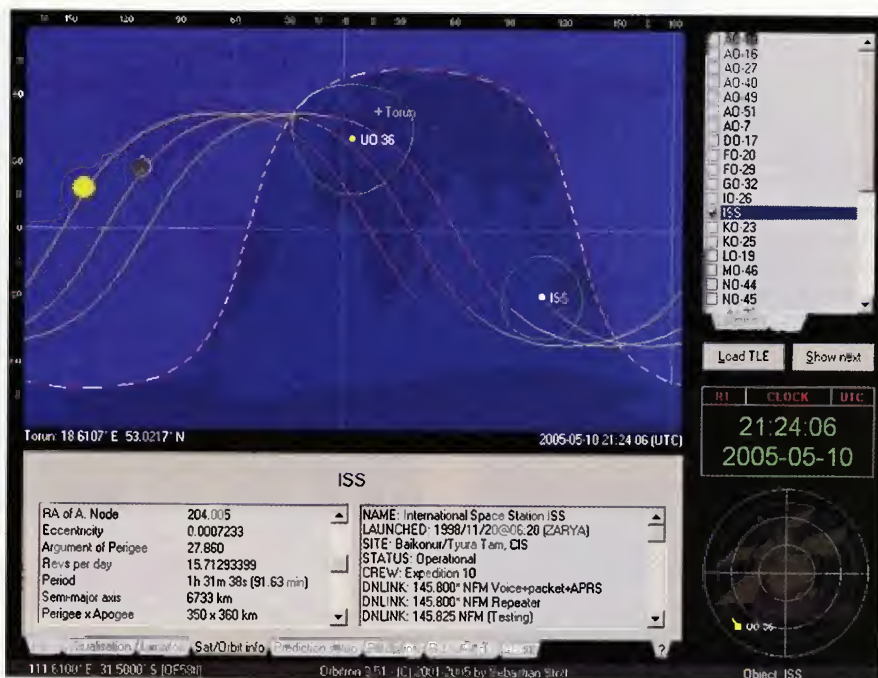 + Torun
UO 36
ISS
AO-16
AO-27
AO-40
AO-49
AO-51
AO-7
DO-17
FO-20
FO-29
GO-32
IO-26
ISS
KO-23
KO-25
LO-19
MO-46
NO-44
NO-45
Load TLE
Show next
Torun: 18 6107° E 53.0217° N
2005-05-10 21:24 06 (UTC)
RT CLOCK UTC
21:24:06
2005-05-10
ISS
RA of A. Node 204.005
Eccentricity 0.0007233
Argument of Perigee 27.860
Revs per day 15.71293399
Period 1h 31m 38s (91.63 min)
Semi-major axis 6733 km
Perigee x Apogee 350 x 360 km
NAME: International Space Station ISS
LAUNCHED: 1998/11/20@06:20 (ZARYA)
SITE: Baikonur/Tyura Tam, CIS
STATUS: Operational
CREW: Expedition 10
DNLINK: 145.800* NFM Voice+packet+APRS
DNLINK: 145.800* NFM Repeater
DNLINK: 145.825 NFM (Testing)
UO 36
Sat/Orbit info
?
111.6100° E 31.5000° S
Orbitron 3.51 - (C) 2001-2005 by Sebastian Stoff
Object: ISS